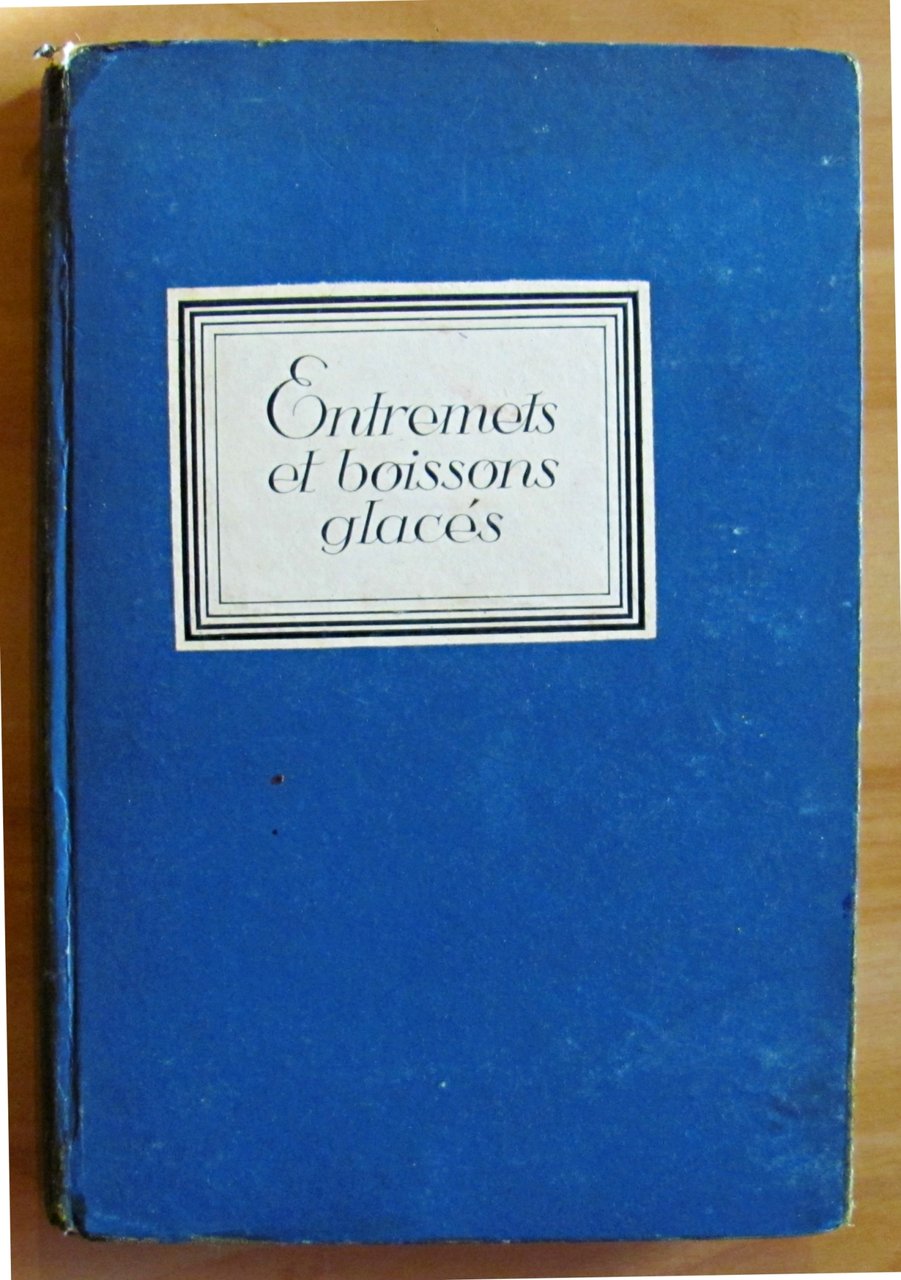 Entremets
et boissons
glacés